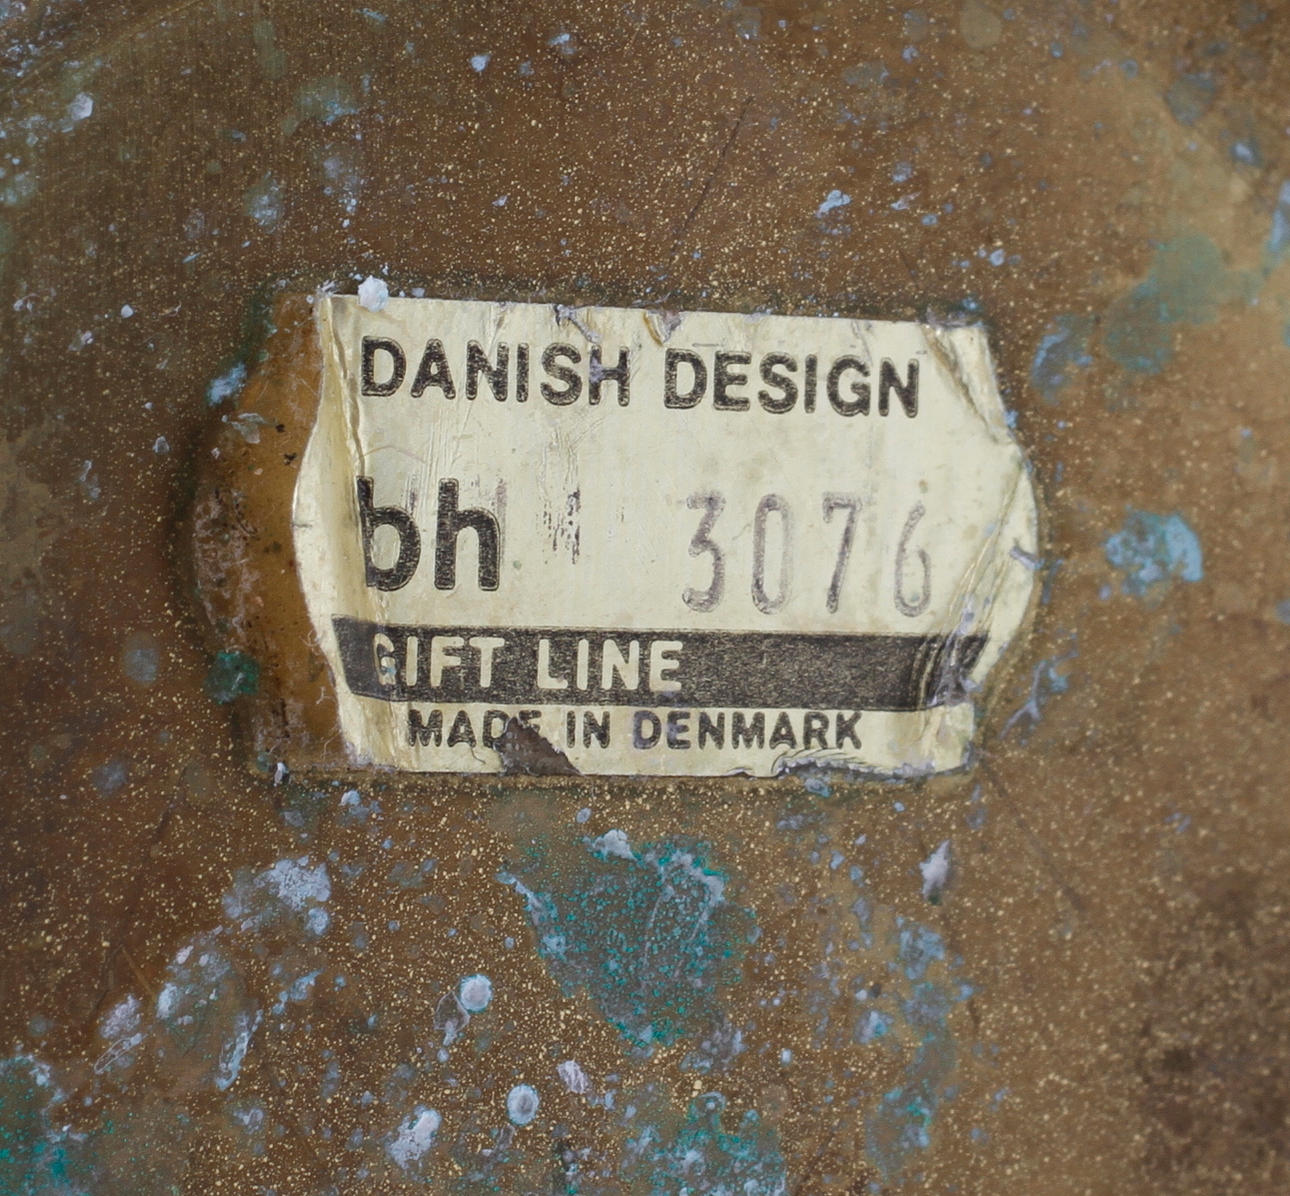 DANISH DESIGN
bh 3076
GIFT LINE
MADE IN DENMARK